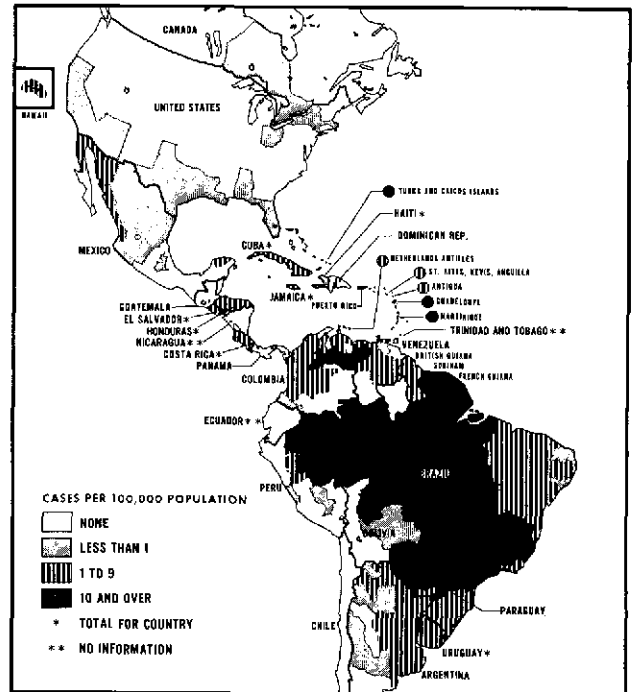 CANADA
UNITED STATES
HAWAII
TURKS AND CAICOS ISLANDS
HAITI *
DOMINICAN REP.
MEXICO
CUBA *
NETHERLANDS ANTILLES
ST. KITTS, NEVIS, ANGUILLA
ANTIGUA
JAMAICA *
PUERTO RICO
GUADELOUPE
MARTINIQUE
GUATEMALA
EL SALVADOR *
HONDURAS *
NICARAGUA * *
COSTA RICA *
PANAMA
TRINIDAD AND TOBAGO * *
VENEZUELA
BRITISH GUIANA
SURINAM
FRENCH GUIANA
COLOMBIA
ECUADOR * *
BRAZIL
PERU
BOLIVIA
CASES PER 100,000 POPULATION
NONE
LESS THAN 1
1 TO 9
10 AND OVER
* TOTAL FOR COUNTRY
* * NO INFORMATION
CHILE
PARAGUAY
URUGUAY *
ARGENTINA